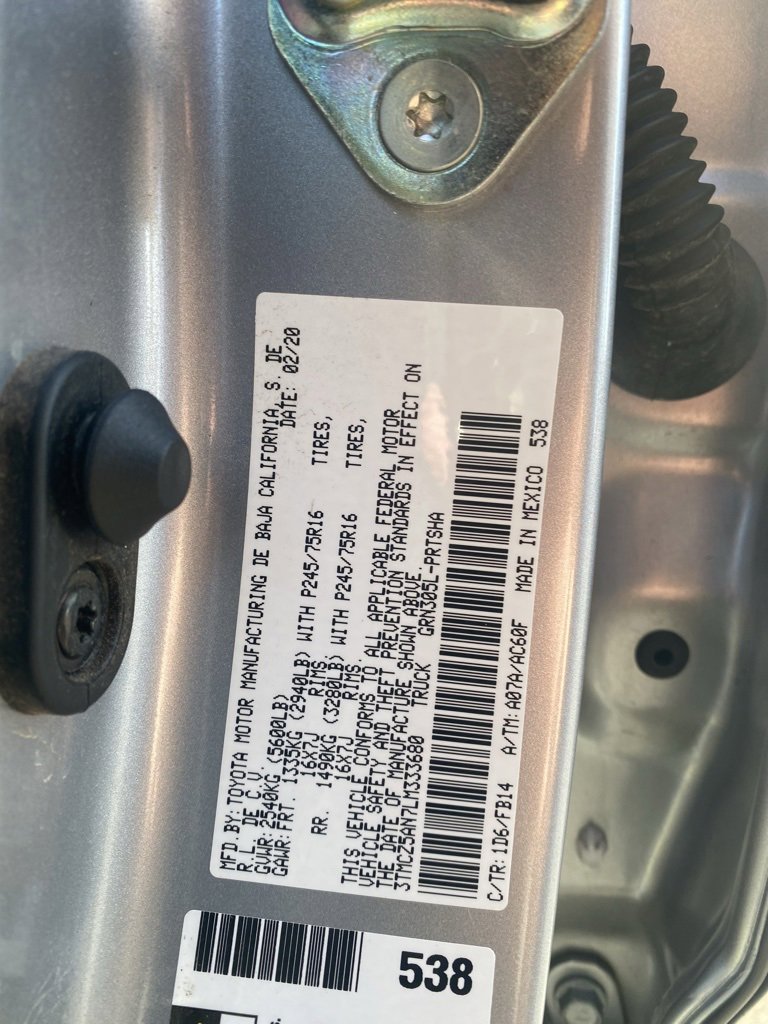 MFD. BY: TOYOTA MOTOR MANUFACTURING DE BAJA CALIFORNIA, S. DE
R. L. DE C.V. DATE: 02/20
GVWR: 2540KG (5600LB)
GAWR: FRT. 1335KG (2940LB) WITH P245/75R16 TIRES,
16X7J RIMS
RR. 1490KG (3280LB) WITH P245/75R16 TIRES,
16X7J RIMS.
THIS VEHICLE CONFORMS TO ALL APPLICABLE FEDERAL MOTOR
VEHICLE SAFETY AND THEFT PREVENTION STANDARDS IN EFFECT ON
THE DATE OF MANUFACTURE SHOWN ABOVE.
3TMCZ5AN7LM333680 TRUCK GRN305L-PRTSHA
C/TR: 1D6/FB14 A/TM: A07A/AC60F MADE IN MEXICO 538
538